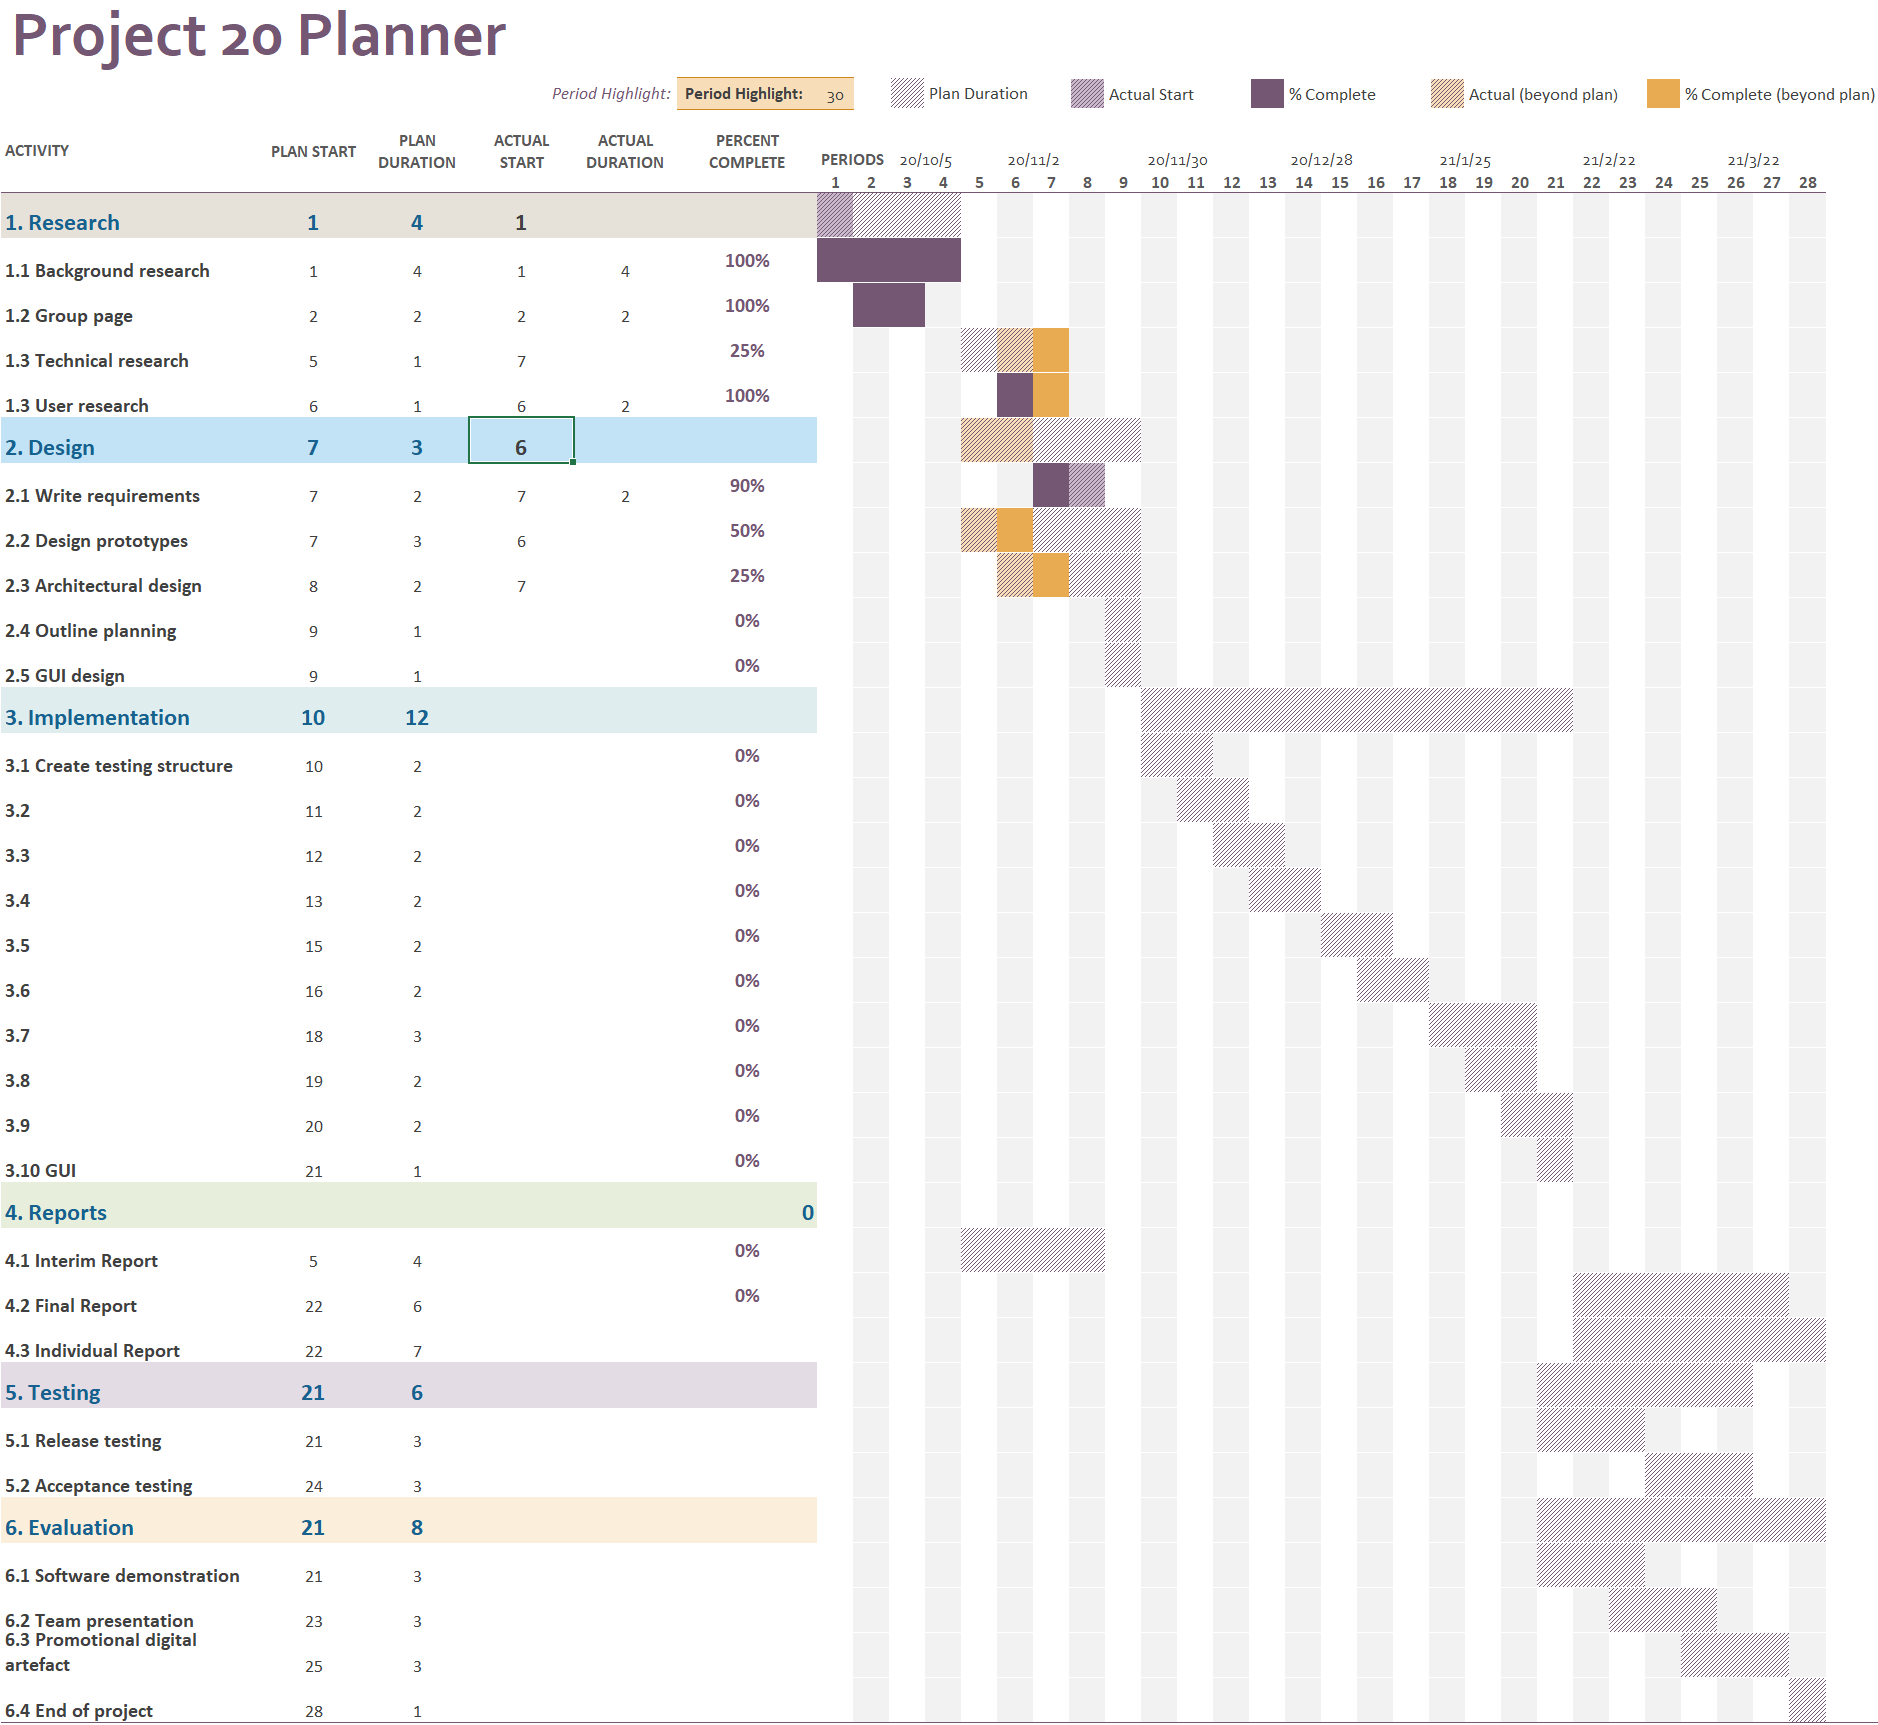 Project 20 Planner
Period Highlight: Period Highlight: 30 Plan Duration Actual Start % Complete Actual (beyond plan) % Complete (beyond plan)
ACTIVITY PLAN START PLAN DURATION ACTUAL START ACTUAL DURATION PERCENT COMPLETE PERIODS 20/10/5 20/11/2 20/11/30 20/12/28 21/1/25 21/2/22 21/3/22
1 2 3 4 5 6 7 8 9 10 11 12 13 14 15 16 17 18 19 20 21 22 23 24 25 26 27 28
1. Research 1 4 1
1.1 Background research 1 4 1 4 100%
1.2 Group page 2 2 2 2 100%
1.3 Technical research 5 1 7 25%
1.3 User research 6 1 6 2 100%
2. Design 7 3 6
2.1 Write requirements 7 2 7 2 90%
2.2 Design prototypes 7 3 6 50%
2.3 Architectural design 8 2 7 25%
2.4 Outline planning 9 1 0%
2.5 GUI design 9 1 0%
3. Implementation 10 12
3.1 Create testing structure 10 2 0%
3.2 11 2 0%
3.3 12 2 0%
3.4 13 2 0%
3.5 15 2 0%
3.6 16 2 0%
3.7 18 3 0%
3.8 19 2 0%
3.9 20 2 0%
3.10 GUI 21 1 0%
4. Reports 0
4.1 Interim Report 5 4 0%
4.2 Final Report 22 6 0%
4.3 Individual Report 22 7
5. Testing 21 6
5.1 Release testing 21 3
5.2 Acceptance testing 24 3
6. Evaluation 21 8
6.1 Software demonstration 21 3
6.2 Team presentation 23 3
6.3 Promotional digital
artefact 25 3
6.4 End of project 28 1